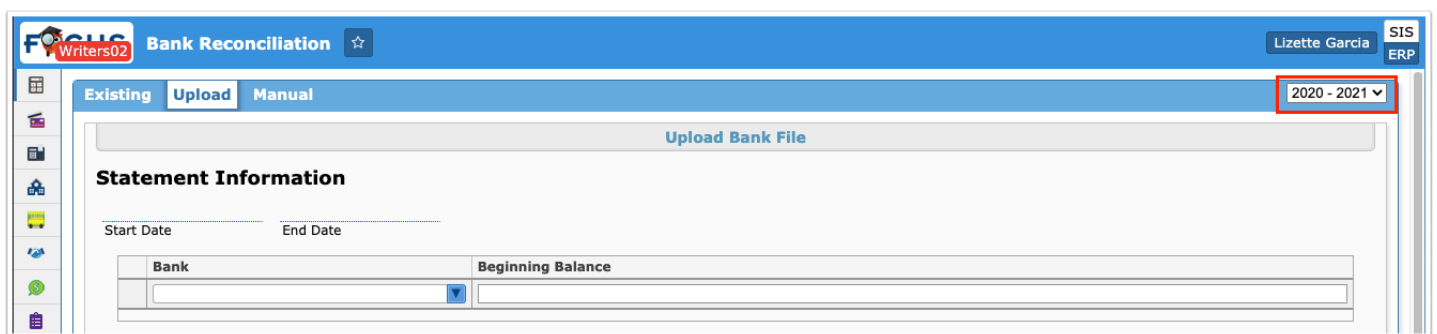 FOCUS
Writers02
Bank Reconciliation
Lizette Garcia
SIS
ERP
Existing Upload Manual
2020 - 2021
Upload Bank File
Statement Information
Start Date End Date
Bank Beginning Balance